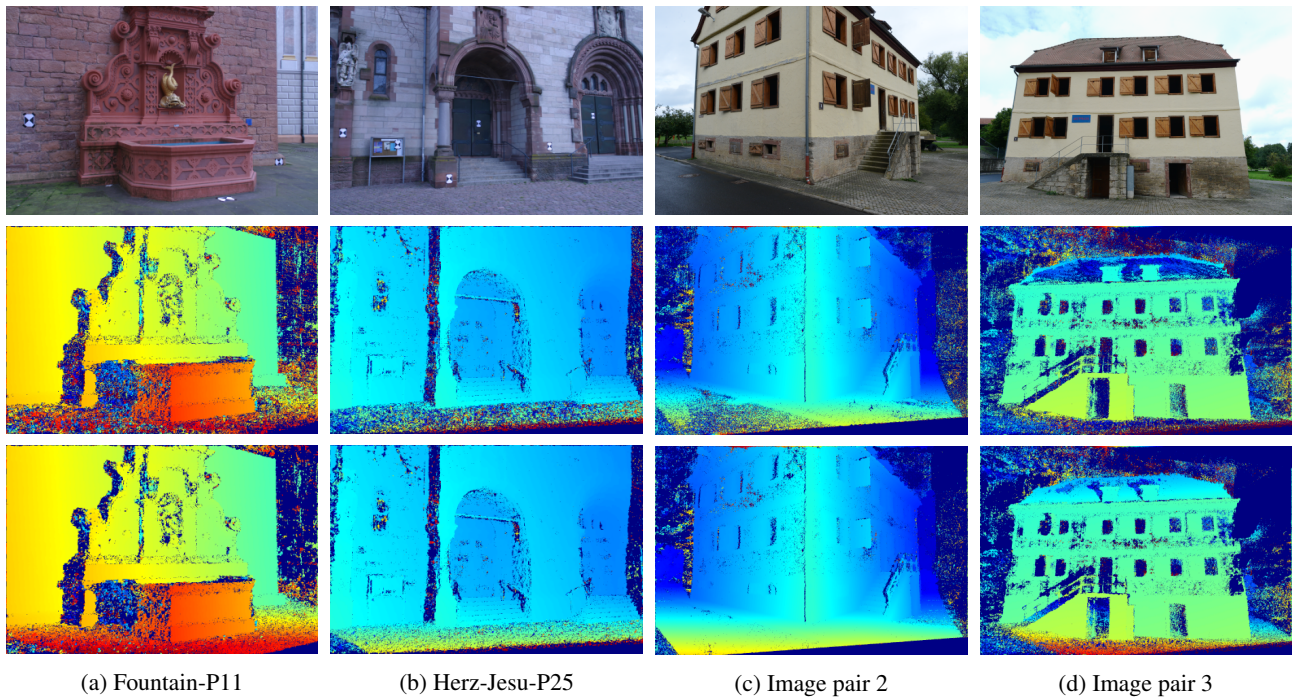 (a) Fountain-P11
(b) Herz-Jesu-P25
(c) Image pair 2
(d) Image pair 3